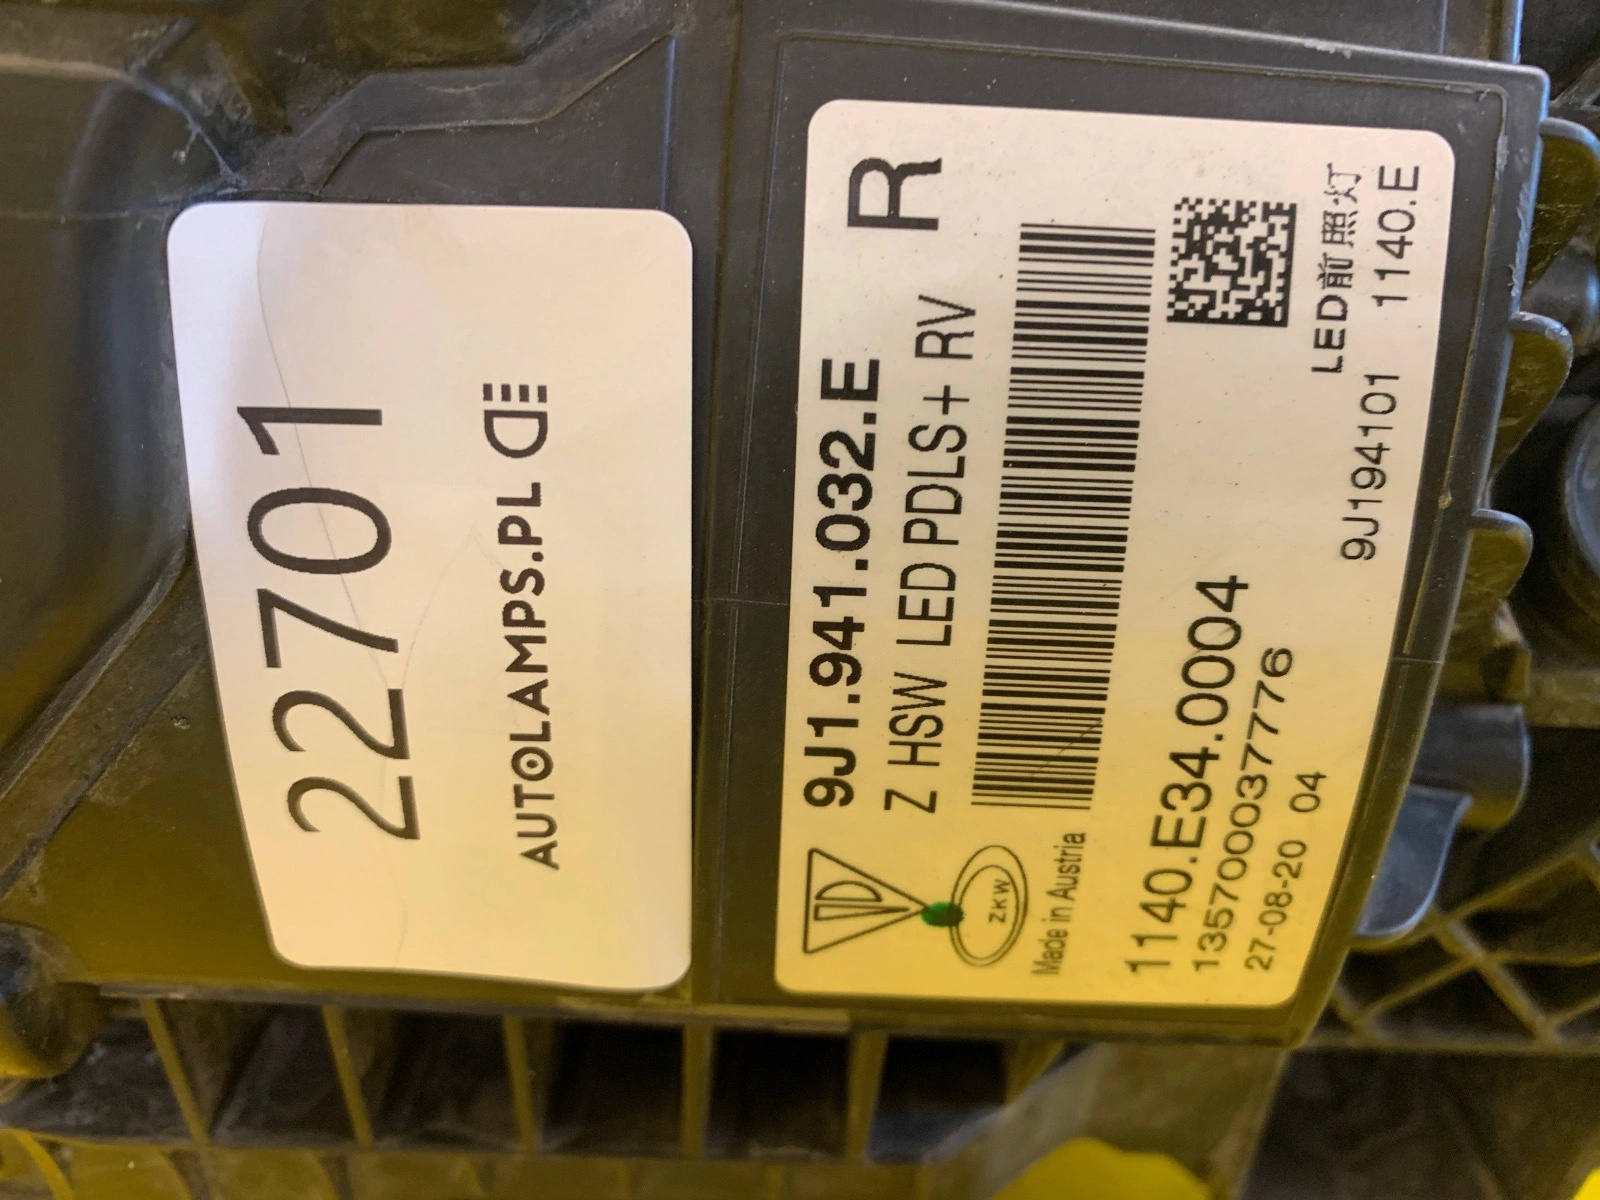 22701
AUTOLAMPS.PL
9J1.941.032.E
R
Z HSW LED PDLS+ RV
ZKW
Made in Austria
1140.E34.0004
135700037776
27-08-20 04
LED前照灯
9J194101 1140.E